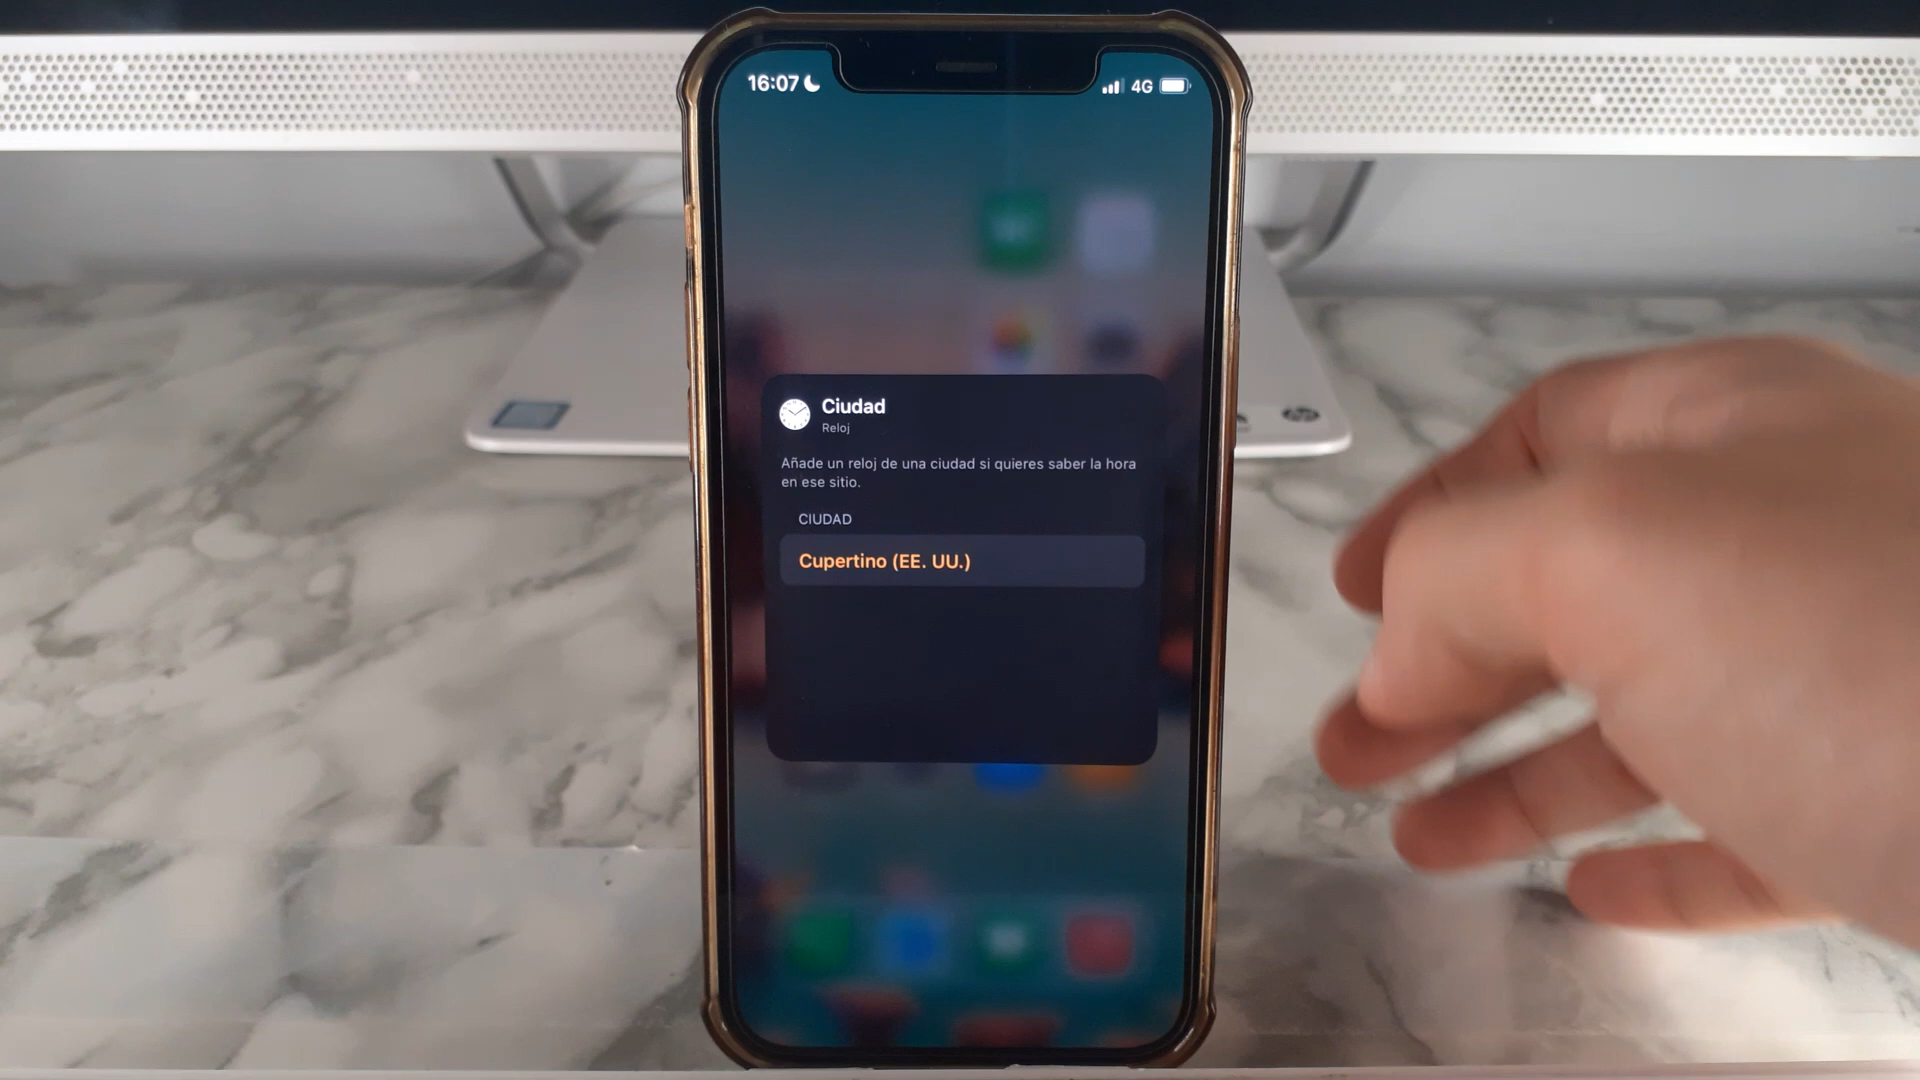 16:07
4G
Ciudad
Reloj
Añade un reloj de una ciudad si quieres saber la hora
en ese sitio.
CIUDAD
Cupertino (EE. UU.)
hp